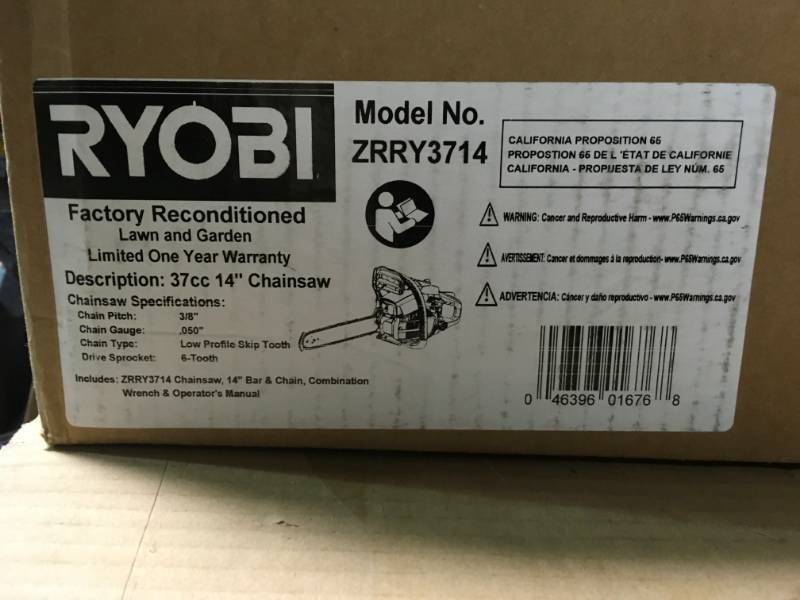 RYOBI
Factory Reconditioned
Lawn and Garden
Limited One Year Warranty
Description: 37cc 14" Chainsaw
Chainsaw Specifications:
Chain Pitch: 3/8"
Chain Gauge: .050"
Chain Type: Low Profile Skip Tooth
Drive Sprocket: 6-Tooth
Includes: ZRRY3714 Chainsaw, 14" Bar & Chain, Combination
Wrench & Operator's Manual
Model No.
ZRRY3714
CALIFORNIA PROPOSITION 65
PROPOSTION 65 DE L 'ÉTAT DE CALIFORNIE
CALIFORNIA - PROPUESTA DE LEY NÚM. 65
WARNING: Cancer and Reproductive Harm - www.P65Warnings.ca.gov
AVERTISSEMENT: Cancer et dommages à la reproduction- www.P65Warnings.ca.gov
ADVERTENCIA: Cáncer y daño reproductivo - www.P65Warnings.ca.gov
0 46396 01676 8